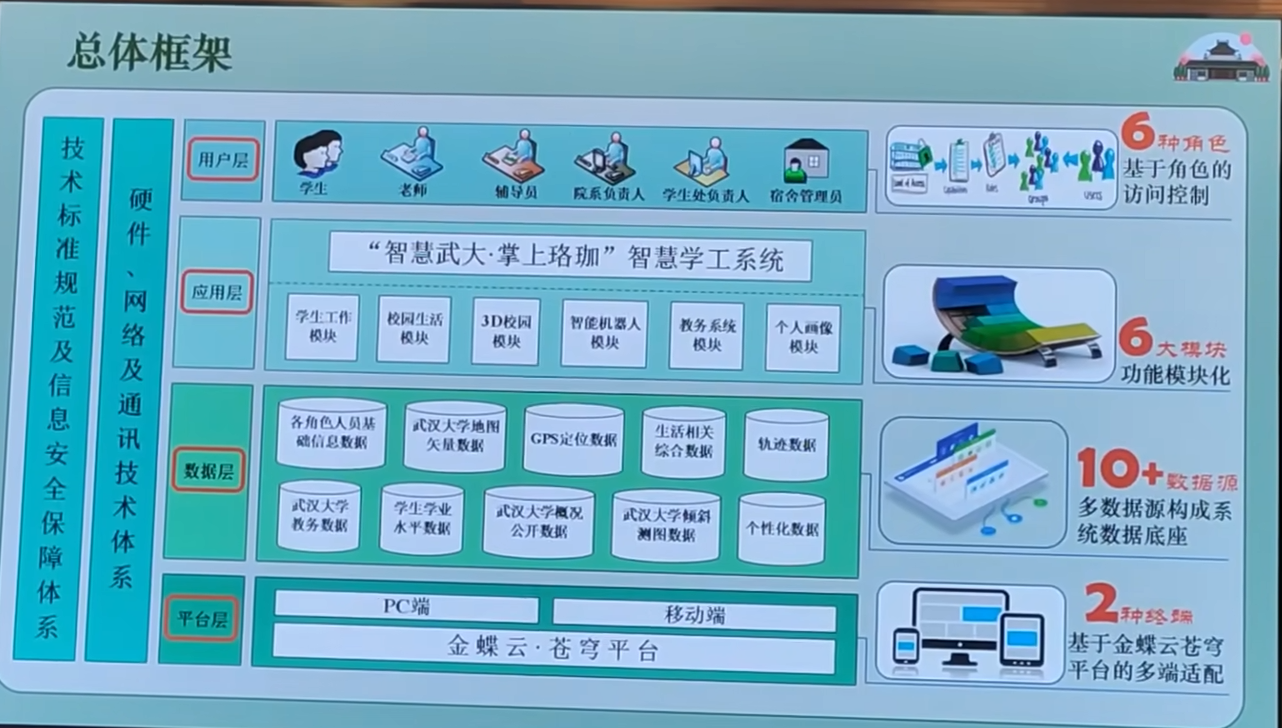 总体框架
技术标准规范及信息安全保障体系
硬件、网络及通讯技术体系
用户层
学生
老师
辅导员
院系负责人
学生处负责人
宿舍管理员
6种角色
基于角色的
访问控制
应用层
“智慧武大·掌上珞珈”智慧学工系统
学生工作
模块
校园生活
模块
3D校园
模块
智能机器人
模块
教务系统
模块
个人画像
模块
6大模块
功能模块化
数据层
各角色人员基
础信息数据
武汉大学地图
矢量数据
GPS定位数据
生活相关
综合数据
轨迹数据
武汉大学
教务数据
学生学业
水平数据
武汉大学概况
公开数据
武汉大学倾斜
测图数据
个性化数据
10+数据源
多数据源构成系
统数据底座
平台层
PC端
移动端
金蝶云·苍穹平台
2种终端
基于金蝶云苍穹
平台的多端适配